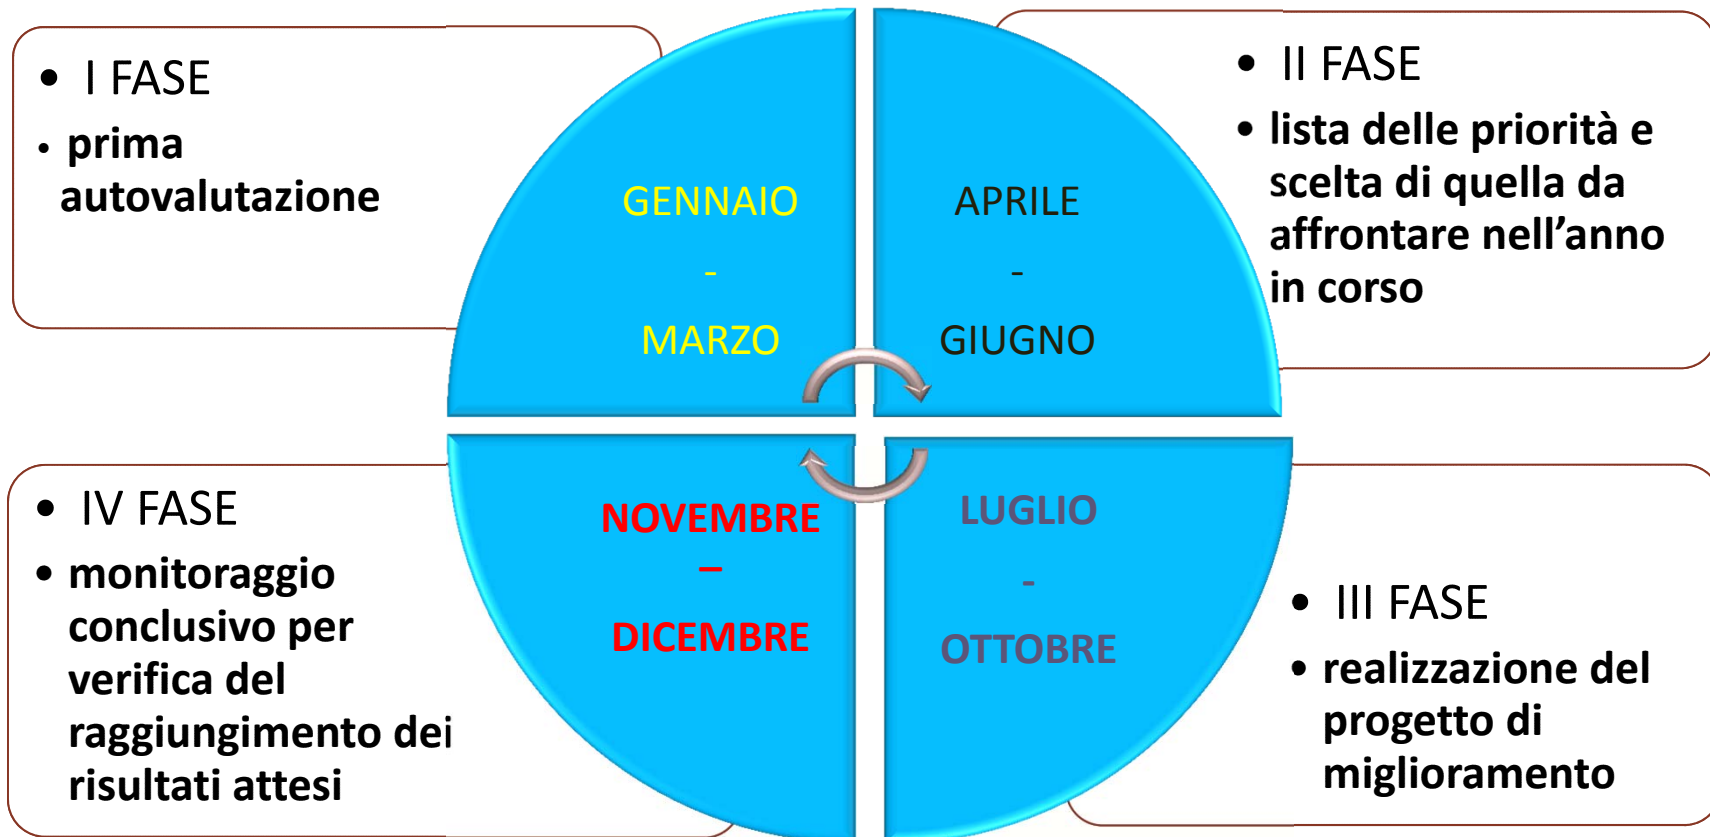 • I FASE
• prima
autovalutazione
GENNAIO
-
MARZO
APRILE
-
GIUGNO
• II FASE
• lista delle priorità e
scelta di quella da
affrontare nell’anno
in corso
• IV FASE
• monitoraggio
conclusivo per
verifica del
raggiungimento dei
risultati attesi
NOVEMBRE
–
DICEMBRE
LUGLIO
-
OTTOBRE
• III FASE
• realizzazione del
progetto di
miglioramento